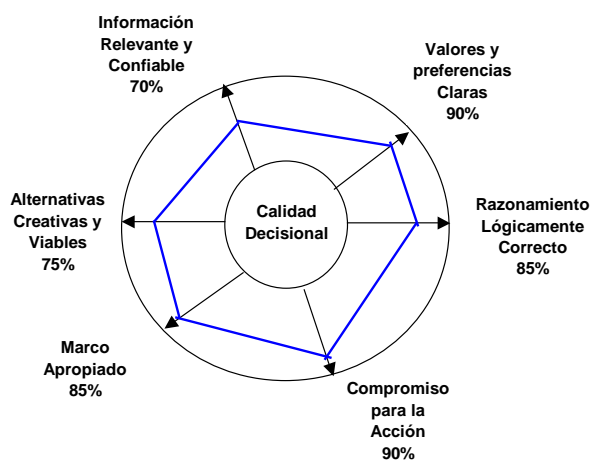 Información
Relevante y
Confiable
70%
Valores y
preferencias
Claras
90%
Alternativas
Creativas y
Viables
75%
Calidad
Decisional
Razonamiento
Lógicamente
Correcto
85%
Marco
Apropiado
85%
Compromiso
para la
Acción
90%